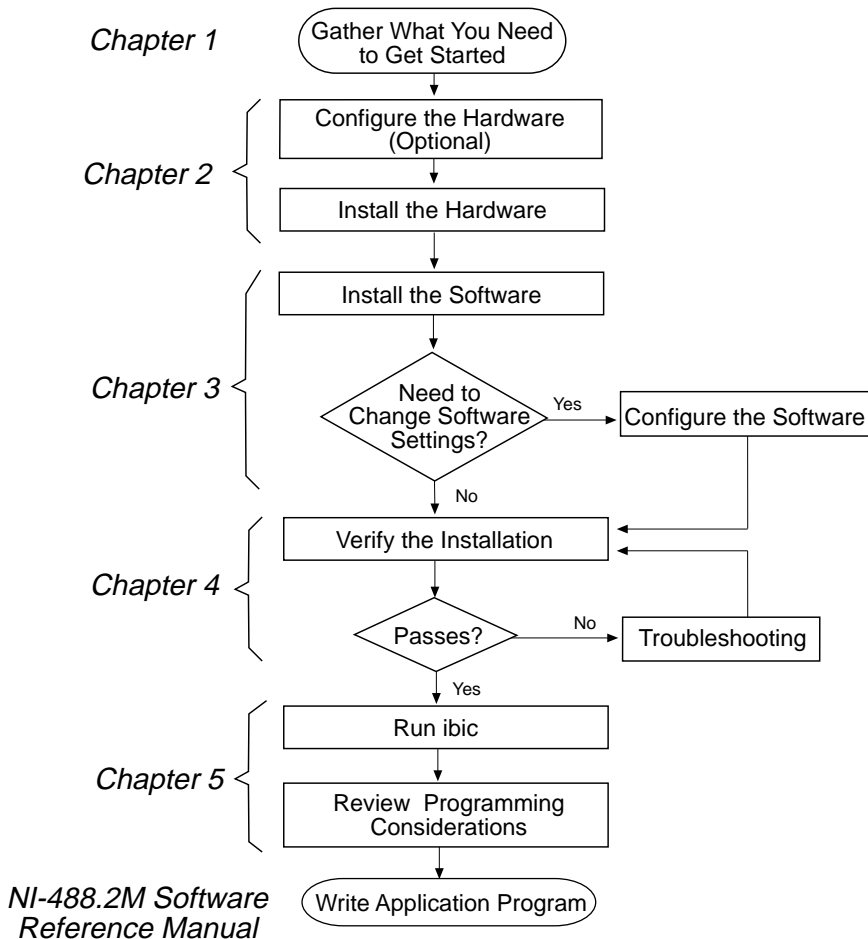 Chapter 1
Gather What You Need
to Get Started
Chapter 2
Configure the Hardware
(Optional)
Install the Hardware
Chapter 3
Install the Software
Need to
Change Software
Settings?
Yes
Configure the Software
No
Chapter 4
Verify the Installation
Passes?
No
Troubleshooting
Yes
Chapter 5
Run ibic
Review Programming
Considerations
NI-488.2M Software
Reference Manual
Write Application Program